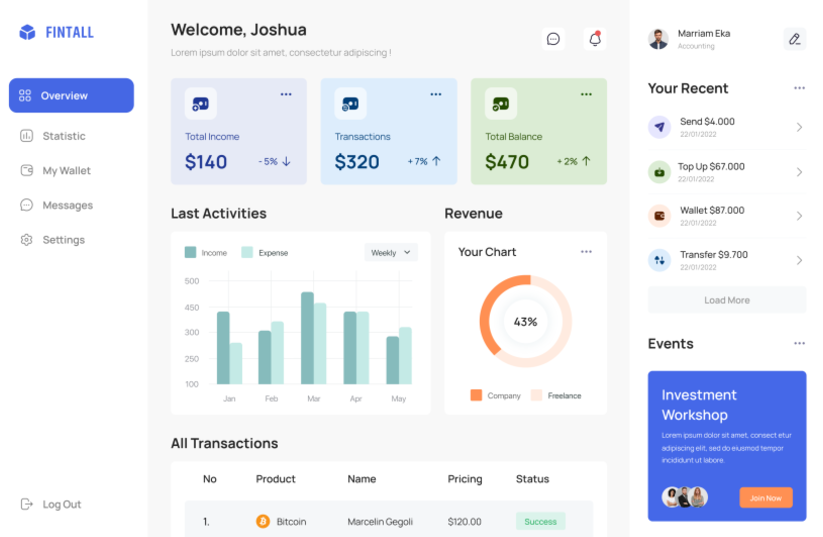 FINTALL
Overview
Statistic
My Wallet
Messages
Settings
Log Out
Welcome, Joshua
Lorem ipsum dolor sit amet, consectetur adipiscing !
Total Income
$140
- 5%
Transactions
$320
+ 7%
Total Balance
$470
+ 2%
Last Activities
Income
Expense
Weekly
500
450
300
250
100
Jan
Feb
Mar
Apr
May
Revenue
Your Chart
43%
Company
Freelance
All Transactions
No Product Name Pricing Status
1. Bitcoin Marcelin Gegoli $120.00 Success
Marriam Eka
Accounting
Your Recent
Send $4.000
22/01/2022
Top Up $67.000
22/01/2022
Wallet $87.000
22/01/2022
Transfer $9.700
22/01/2022
Load More
Events
Investment
Workshop
Lorem ipsum dolor sit amet, consect etur
adipiscing elit, sed do eiusmod tempor
incididunt ut labore.
Join Now